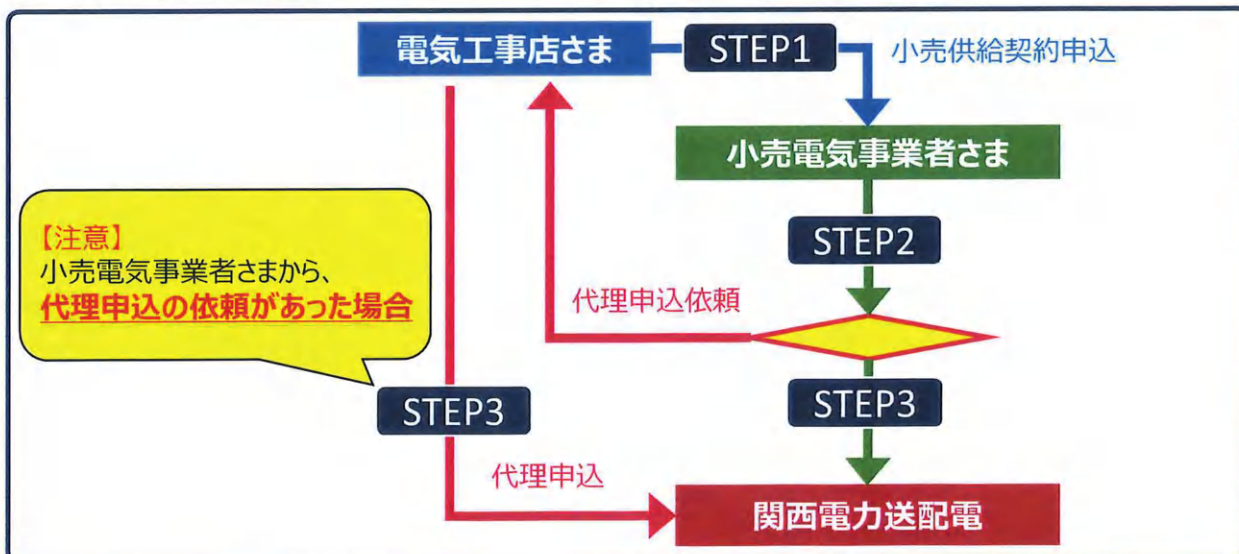 電気工事店さま
STEP1
小売供給契約申込
小売電気事業者さま
STEP2
【注意】
小売電気事業者さまから、
代理申込の依頼があった場合
代理申込依頼
STEP3
STEP3
代理申込
関西電力送配電